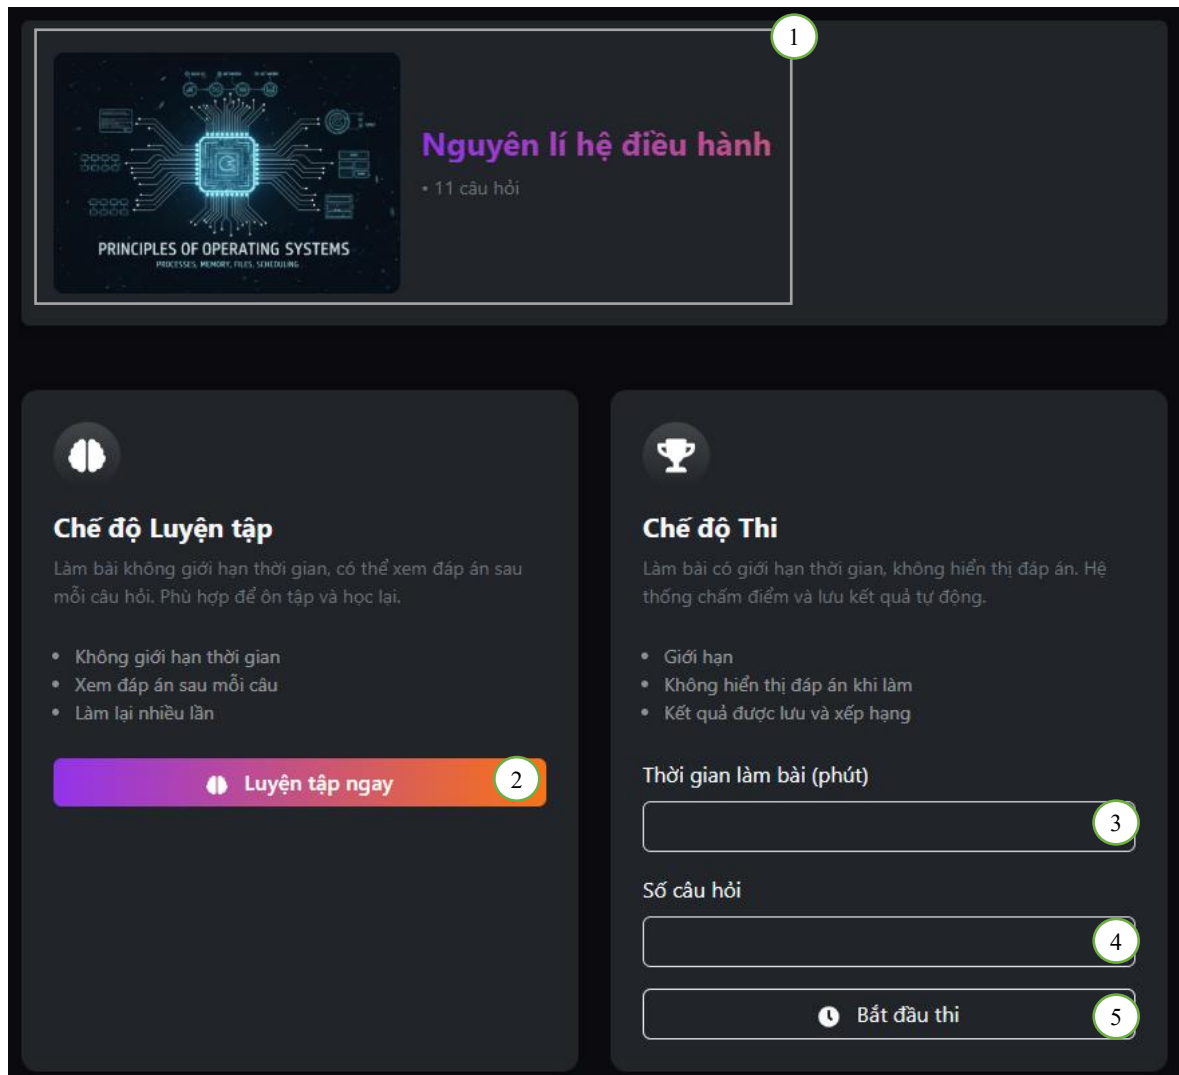 1
Nguyên lí hệ điều hành
• 11 câu hỏi
PRINCIPLES OF OPERATING SYSTEMS
PROCESSES, MEMORY, FILES, SCHEDULING
Chế độ Luyện tập
Làm bài không giới hạn thời gian, có thể xem đáp án sau
mỗi câu hỏi. Phù hợp để ôn tập và học lại.
• Không giới hạn thời gian
• Xem đáp án sau mỗi câu
• Làm lại nhiều lần
Luyện tập ngay
2
Chế độ Thi
Làm bài có giới hạn thời gian, không hiển thị đáp án. Hệ
thống chấm điểm và lưu kết quả tự động.
• Giới hạn
• Không hiển thị đáp án khi làm
• Kết quả được lưu và xếp hạng
Thời gian làm bài (phút)
3
Số câu hỏi
4
Bắt đầu thi
5